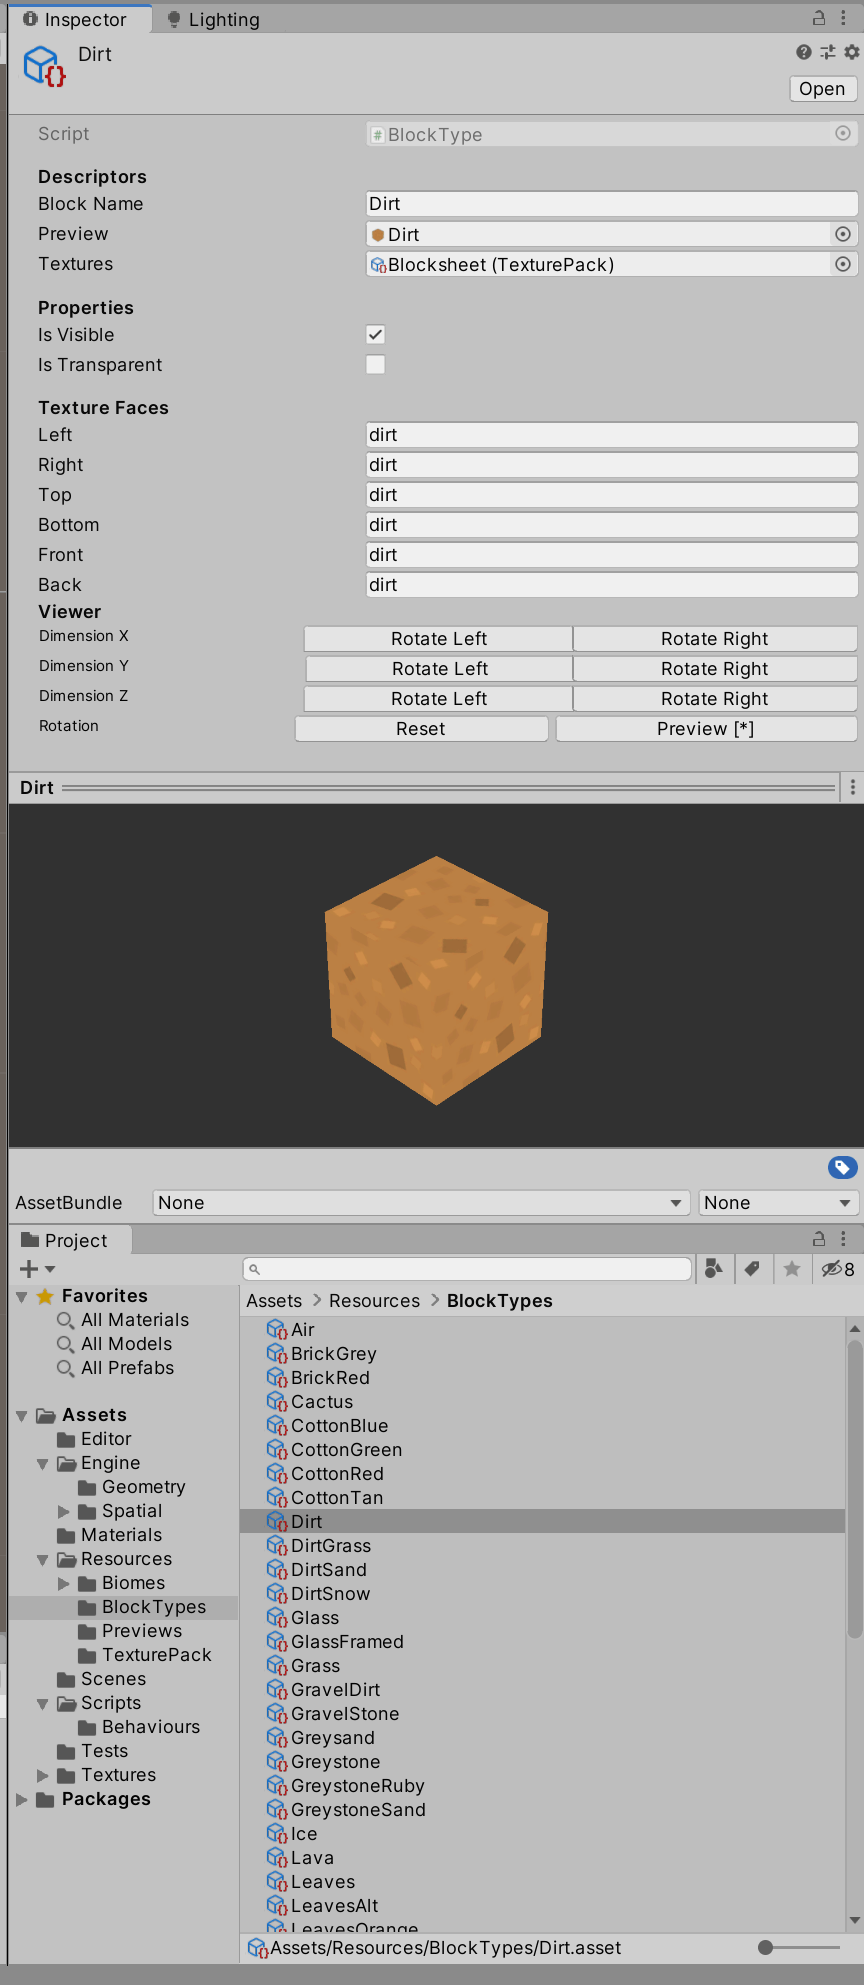 Inspector Lighting
Dirt
Open
Script # BlockType
Descriptors
Block Name Dirt
Preview Dirt
Textures Blocksheet (TexturePack)
Properties
Is Visible
Is Transparent
Texture Faces
Left dirt
Right dirt
Top dirt
Bottom dirt
Front dirt
Back dirt
Viewer
Dimension X Rotate Left Rotate Right
Dimension Y Rotate Left Rotate Right
Dimension Z Rotate Left Rotate Right
Rotation Reset Preview [*]
Dirt
AssetBundle None None
Project
8
Favorites
All Materials
All Models
All Prefabs
Assets
Editor
Engine
Geometry
Spatial
Materials
Resources
Biomes
BlockTypes
Previews
TexturePack
Scenes
Scripts
Behaviours
Tests
Textures
Packages
Assets > Resources > BlockTypes
Air
BrickGrey
BrickRed
Cactus
CottonBlue
CottonGreen
CottonRed
CottonTan
Dirt
DirtGrass
DirtSand
DirtSnow
Glass
GlassFramed
Grass
GravelDirt
GravelStone
Greysand
Greystone
GreystoneRuby
GreystoneSand
Ice
Lava
Leaves
LeavesAlt
LeavesOrange
Assets/Resources/BlockTypes/Dirt.asset